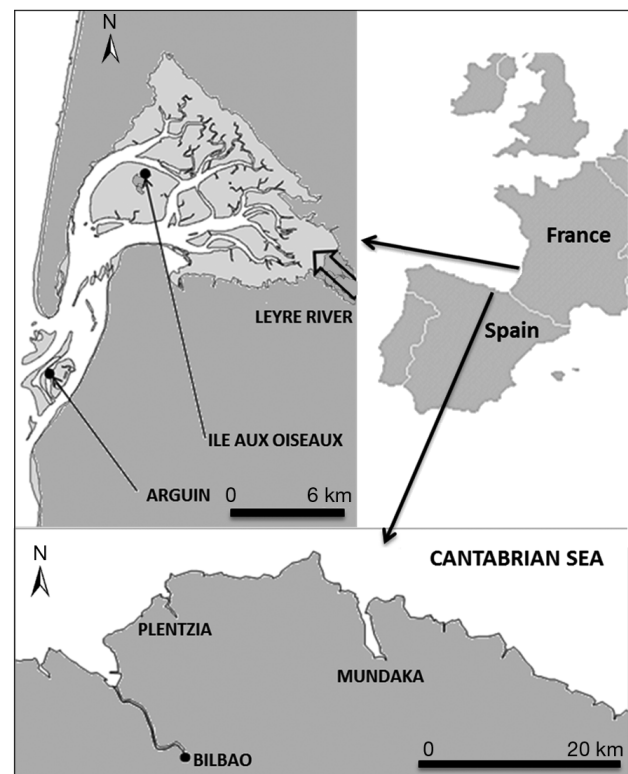 N
LEYRE RIVER
ILE AUX OISEAUX
ARGUIN
0 6 km
France
Spain
N
CANTABRIAN SEA
PLENTZIA
MUNDAKA
BILBAO
0 20 km